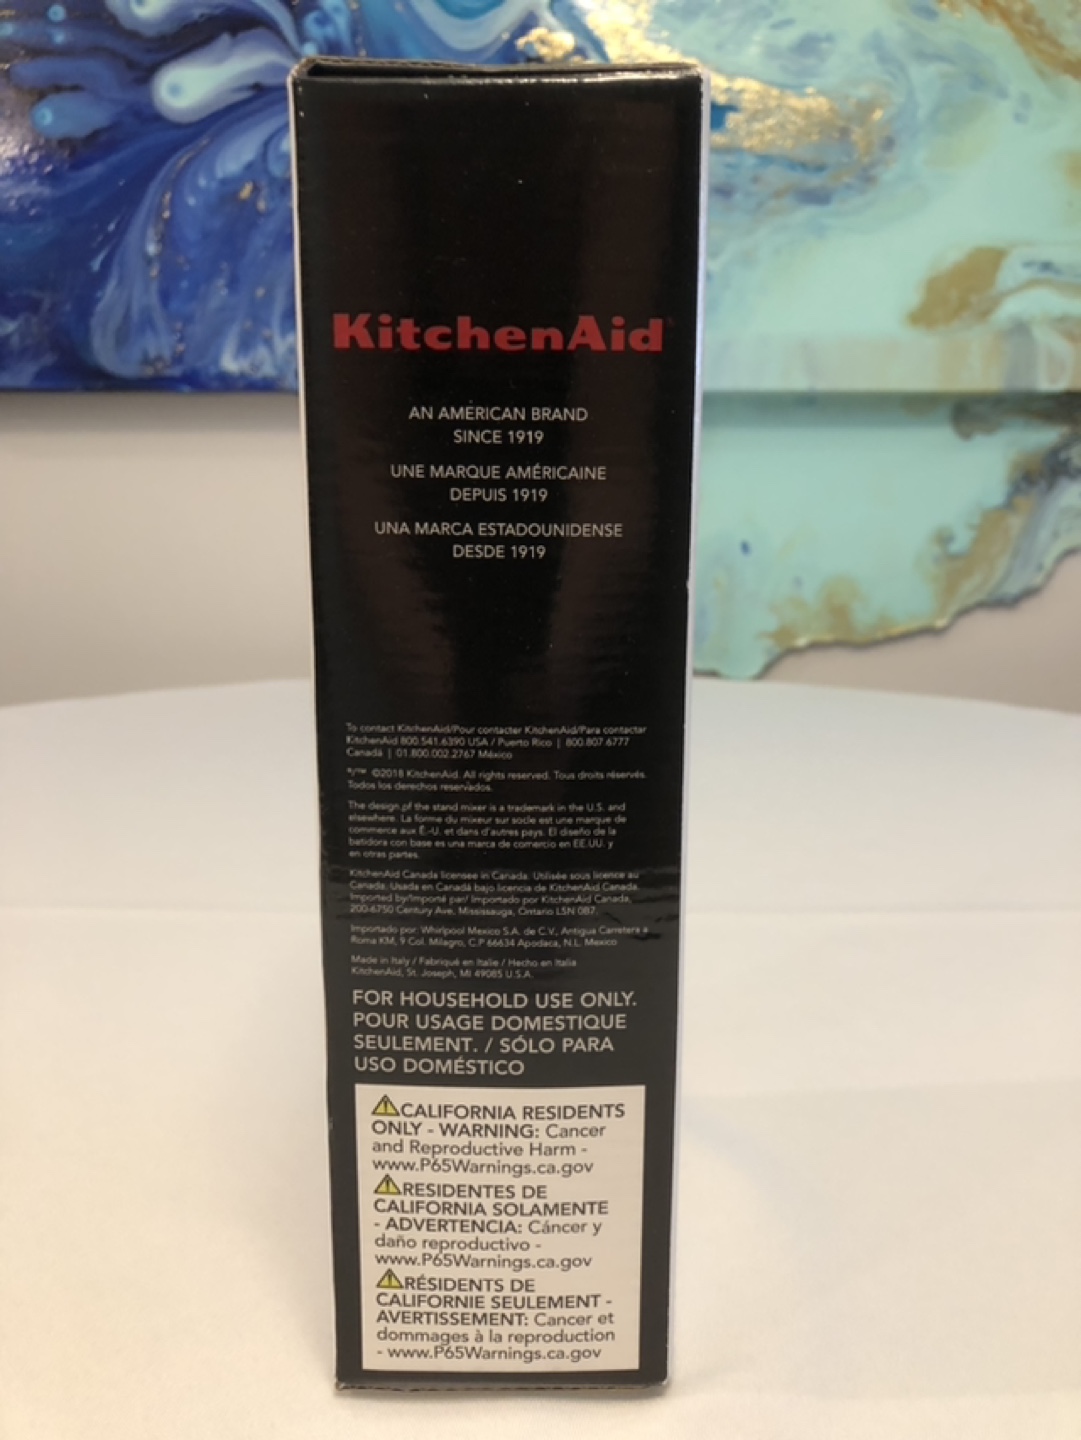 KitchenAid
AN AMERICAN BRAND
SINCE 1919
UNE MARQUE AMÉRICAINE
DEPUIS 1919
UNA MARCA ESTADOUNIDENSE
DESDE 1919
To contact KitchenAid/Pour contacter KitchenAid/Para contactar
KitchenAid 800.541.6390 USA / Puerto Rico | 800.807.6777
Canadá | 01.800.002.2767 México
®/™ ©2018 KitchenAid. All rights reserved. Tous droits réservés.
Todos los derechos reservados.
The design of the stand mixer is a trademark in the U.S. and
elsewhere. La forme du mixeur sur socle est une marque de
commerce aux É.-U. et dans d'autres pays. El diseño de la
batidora con base es una marca de comercio en EE.UU. y
en otras partes.
KitchenAid Canada licensee in Canada. Utilisée sous licence au
Canada. Usada en Canadá bajo licencia de KitchenAid Canada.
Imported by/Importé par/ Importado por KitchenAid Canada,
200-6750 Century Ave, Mississauga, Ontario L5N 0B7.
Importado por: Whirlpool Mexico S.A. de C.V., Antigua Carretera a
Roma KM, 9 Col. Milagro, C.P 66634 Apodaca, N.L. Mexico
Made in Italy / Fabriqué en Italie / Hecho en Italia
KitchenAid, St. Joseph, MI 49085 U.S.A.
FOR HOUSEHOLD USE ONLY.
POUR USAGE DOMESTIQUE
SEULEMENT. / SÓLO PARA
USO DOMÉSTICO
CALIFORNIA RESIDENTS
ONLY - WARNING: Cancer
and Reproductive Harm -
www.P65Warnings.ca.gov
RESIDENTES DE
CALIFORNIA SOLAMENTE
- ADVERTENCIA: Cáncer y
daño reproductivo -
www.P65Warnings.ca.gov
RÉSIDENTS DE
CALIFORNIE SEULEMENT -
AVERTISSEMENT: Cancer et
dommages à la reproduction
- www.P65Warnings.ca.gov